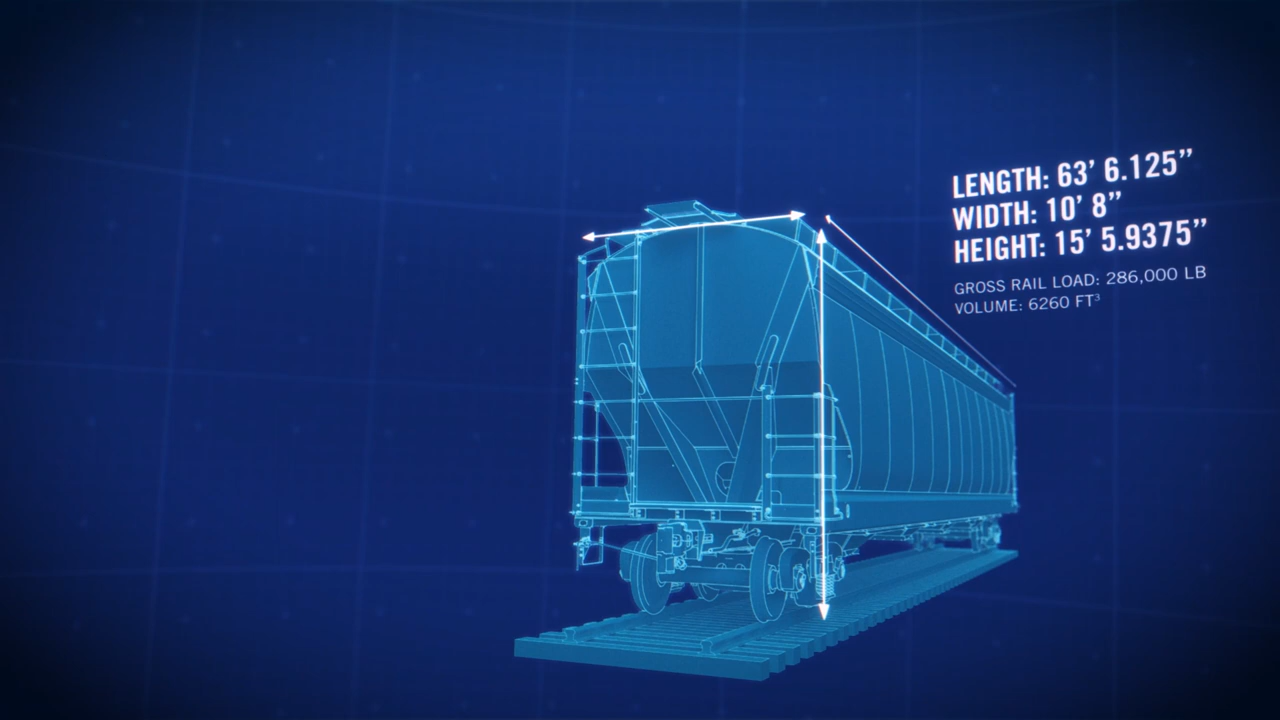 LENGTH: 63’ 6.125”
WIDTH: 10’ 8”
HEIGHT: 15’ 5.9375”
GROSS RAIL LOAD: 286,000 LB
VOLUME: 6260 FT³